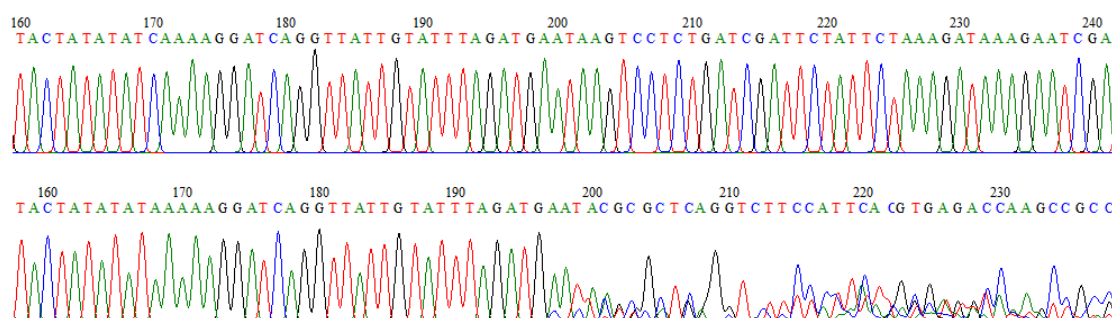 160 170 180 190 200 210 220 230 240
TACTATATATCAAAAGGATCAGGTTATTGTATTTAGATGAATAAGTCCTCTGATCGATTCTATTCTAAAGATAAAGAATCGA
160 170 180 190 200 210 220 230
TACTATATATAAAAAGGATCAGGTTATTGTATTTAGATGAATACGCGCTCAGGTCTTCCATTCACGTGAGACCAAGCCGCC